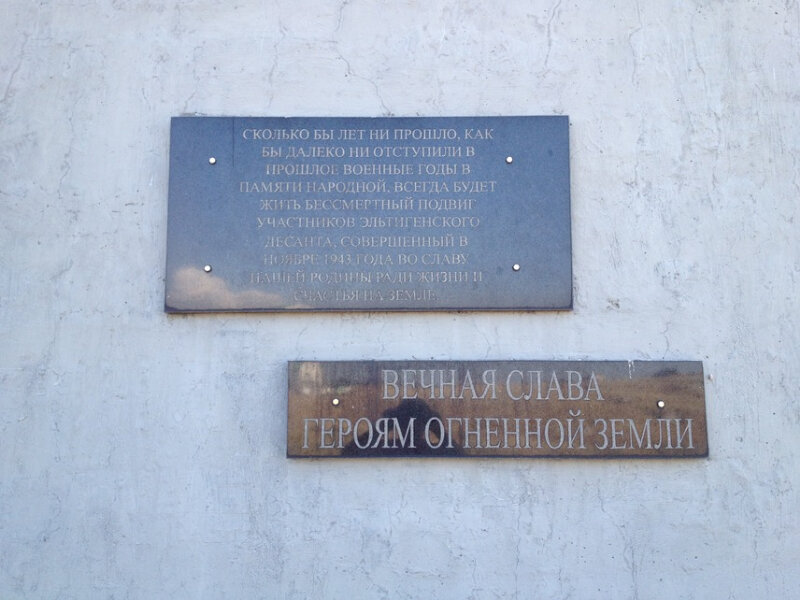 СКОЛЬКО БЫ ЛЕТ НИ ПРОШЛО, КАК
БЫ ДАЛЕКО НИ ОТСТУПИЛИ В
ПРОШЛОЕ ВОЕННЫЕ ГОДЫ В
ПАМЯТИ НАРОДНОЙ, ВСЕГДА БУДЕТ
ЖИТЬ БЕССМЕРТНЫЙ ПОДВИГ
УЧАСТНИКОВ ЭЛЬТИГЕНСКОГО
ДЕСАНТА, СОВЕРШЕННЫЙ В
НОЯБРЕ 1943 ГОДА ВО СЛАВУ
НАШЕЙ РОДИНЫ РАДИ ЖИЗНИ И
СЧАСТЬЯ НА ЗЕМЛЕ
ВЕЧНАЯ СЛАВА
ГЕРОЯМ ОГНЕННОЙ ЗЕМЛИ